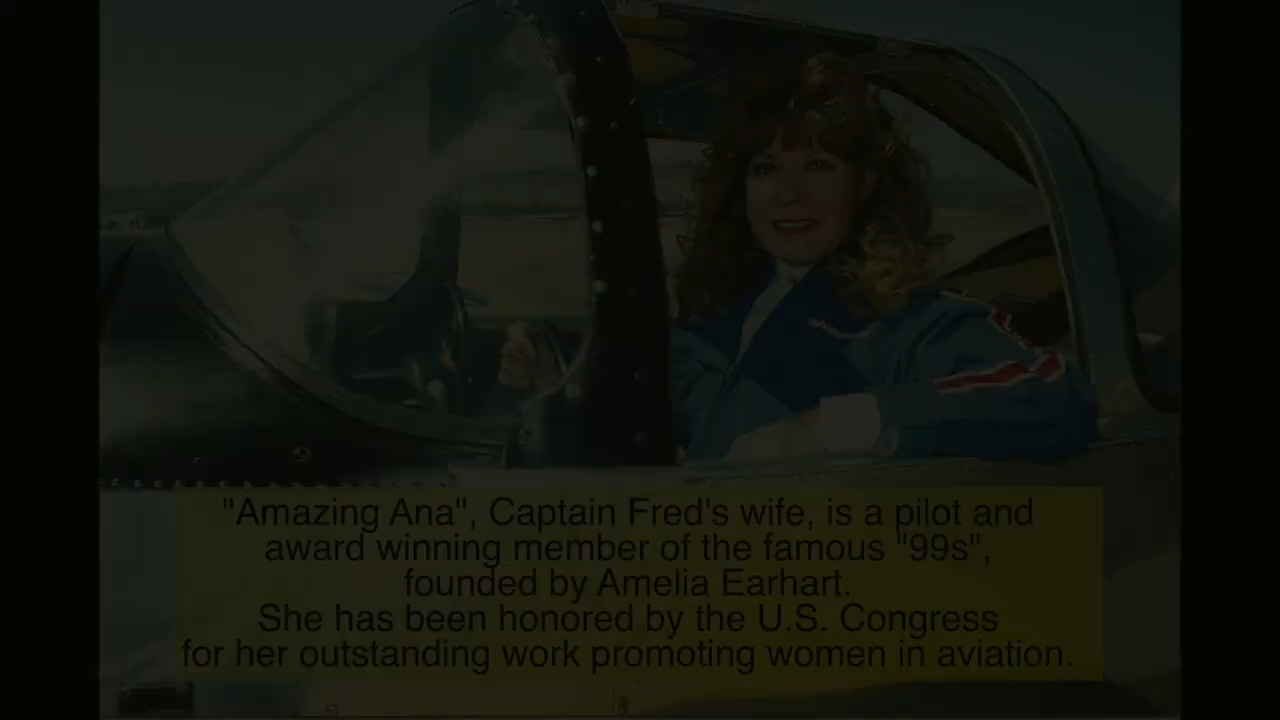 "Amazing Ana", Captain Fred's wife, is a pilot and
award winning member of the famous "99s",
founded by Amelia Earhart.
She has been honored by the U.S. Congress
for her outstanding work promoting women in aviation.